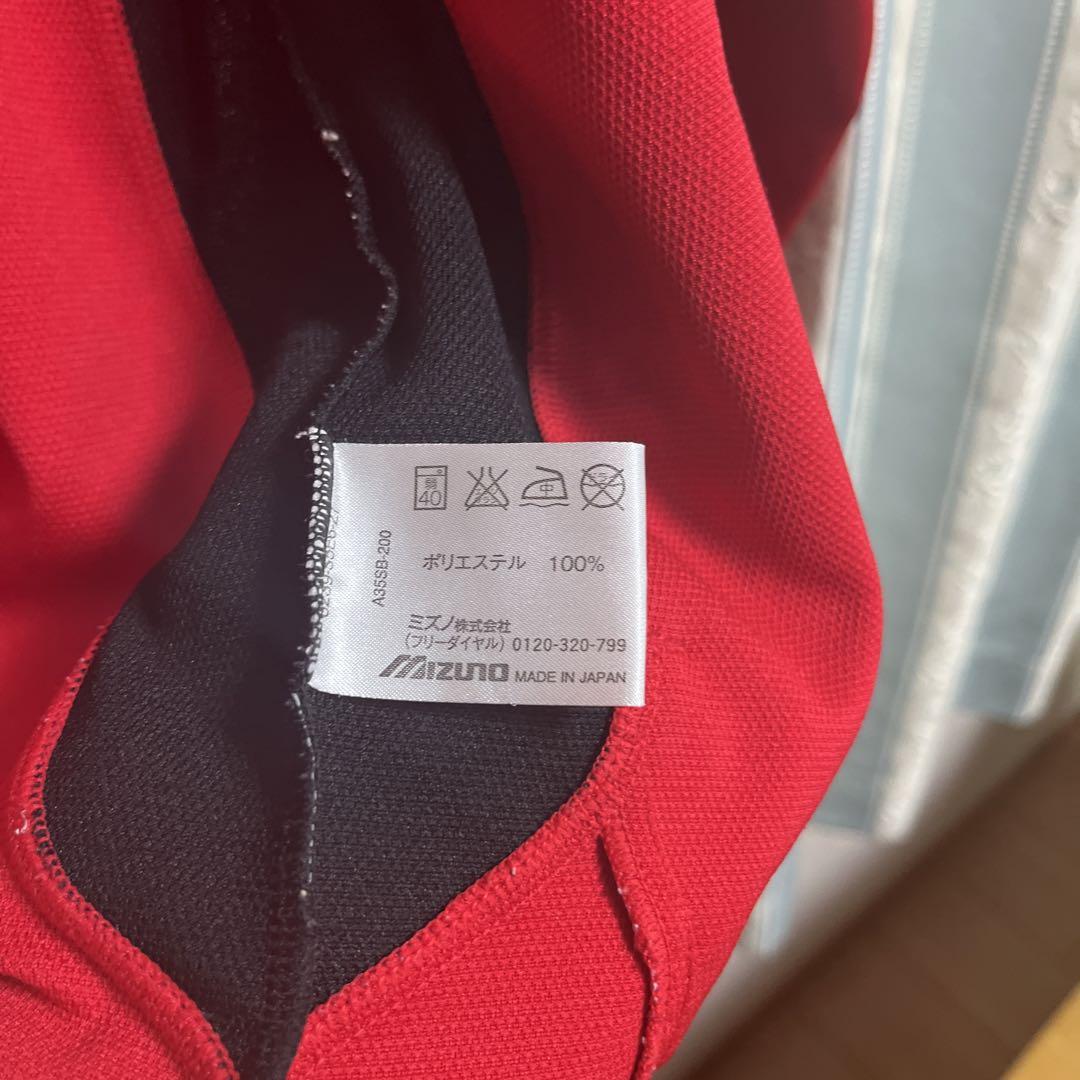 弱
40
中
ポリエステル 100%
A35SB-200
ミズノ株式会社
(フリーダイヤル) 0120-320-799
MIZUNO MADE IN JAPAN